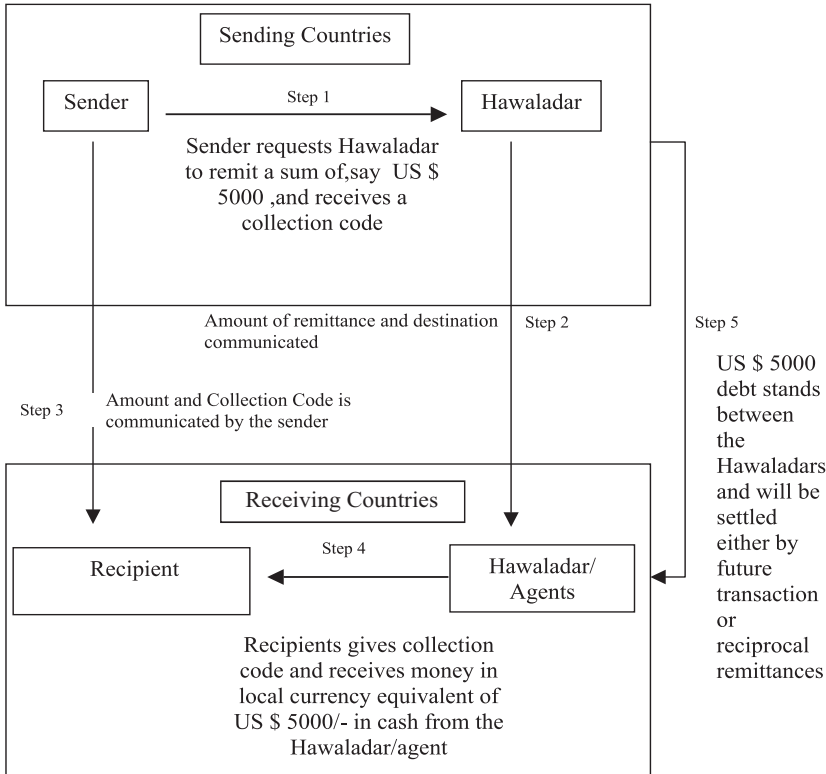 Sending Countries
Sender
Step 1
Hawaladar
Sender requests Hawaladar
to remit a sum of,say US $
5000 ,and receives a
collection code
Amount of remittance and destination
communicated
Step 2
Step 5
US $ 5000
debt stands
between
the
Hawaladars
and will be
settled
either by
future
transaction
or
reciprocal
remittances
Step 3
Amount and Collection Code is
communicated by the sender
Receiving Countries
Recipient
Step 4
Hawaladar/
Agents
Recipients gives collection
code and receives money in
local currency equivalent of
US $ 5000/- in cash from the
Hawaladar/agent